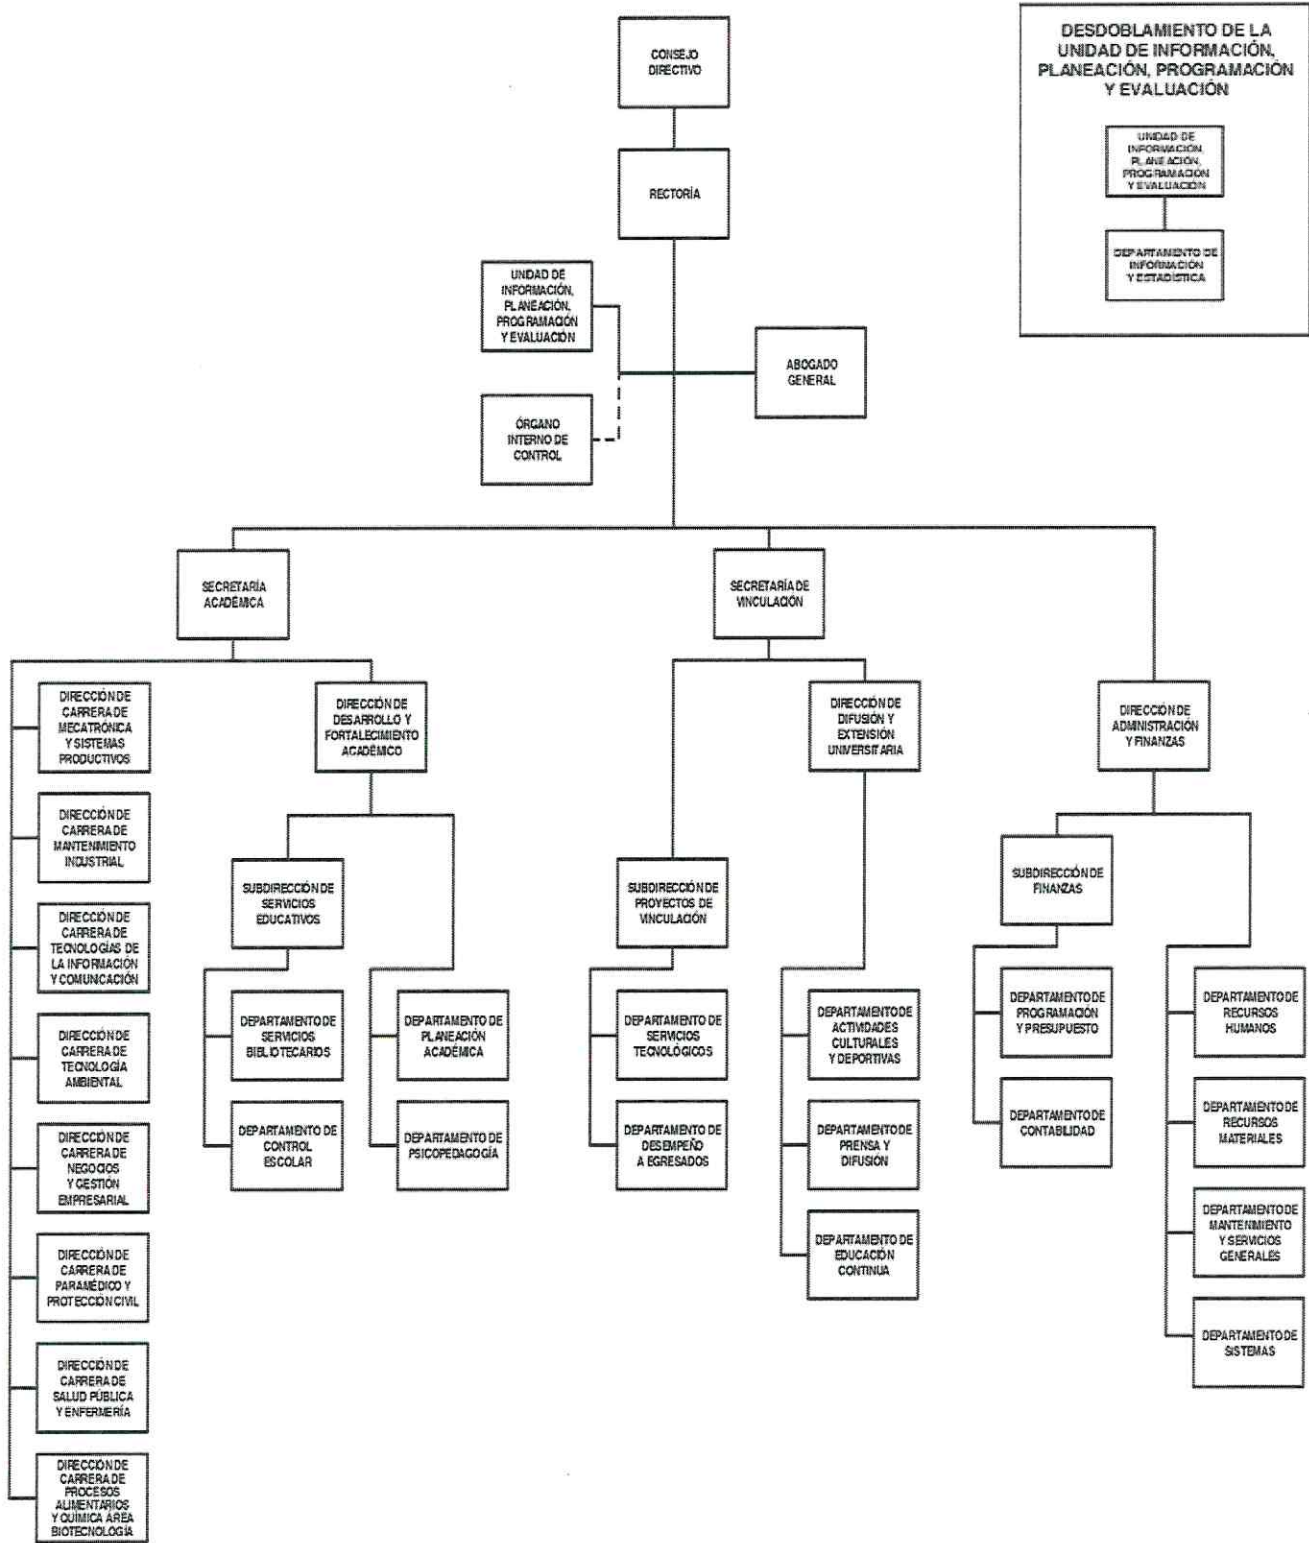 CONSEJO
DIRECTIVO
RECTORÍA
DESDOBLAMIENTO DE LA
UNIDAD DE INFORMACIÓN,
PLANEACIÓN, PROGRAMACIÓN
Y EVALUACIÓN
UNIDAD DE
INFORMACIÓN,
PLANEACIÓN,
PROGRAMACIÓN
Y EVALUACIÓN
DEPARTAMENTO DE
INFORMACIÓN
Y ESTADÍSTICA
UNIDAD DE
INFORMACIÓN,
PLANEACIÓN,
PROGRAMACIÓN
Y EVALUACIÓN
ABOGADO
GENERAL
ÓRGANO
INTERNO DE
CONTROL
SECRETARÍA
ACADÉMICA
SECRETARÍA DE
VINCULACIÓN
DIRECCIÓN DE
CARRERA DE
MECATRÓNICA
Y SISTEMAS
PRODUCTIVOS
DIRECCIÓN DE
DESARROLLO Y
FORTALECIMIENTO
ACADÉMICO
DIRECCIÓN DE
DIFUSIÓN Y
EXTENSIÓN
UNIVERSITARIA
DIRECCIÓN DE
ADMINISTRACIÓN
Y FINANZAS
DIRECCIÓN DE
CARRERA DE
MANTENIMIENTO
INDUSTRIAL
SUBDIRECCIÓN DE
SERVICIOS
EDUCATIVOS
SUBDIRECCIÓN DE
PROYECTOS DE
VINCULACIÓN
SUBDIRECCIÓN DE
FINANZAS
DIRECCIÓN DE
CARRERA DE
TECNOLOGÍAS DE
LA INFORMACIÓN
Y COMUNICACIÓN
DEPARTAMENTO DE
SERVICIOS
BIBLIOTECARIOS
DEPARTAMENTO DE
PLANEACIÓN
ACADÉMICA
DEPARTAMENTO DE
SERVICIOS
TECNOLÓGICOS
DEPARTAMENTO DE
ACTIVIDADES
CULTURALES
Y DEPORTIVAS
DEPARTAMENTO DE
PROGRAMACIÓN
Y PRESUPUESTO
DEPARTAMENTO DE
RECURSOS
HUMANOS
DIRECCIÓN DE
CARRERA DE
TECNOLOGÍA
AMBIENTAL
DEPARTAMENTO DE
CONTROL
ESCOLAR
DEPARTAMENTO DE
PSICOPEDAGOGÍA
DEPARTAMENTO DE
DESEMPEÑO
A EGRESADOS
DEPARTAMENTO DE
PRENSA Y
DIFUSIÓN
DEPARTAMENTO DE
CONTABILIDAD
DEPARTAMENTO DE
RECURSOS
MATERIALES
DIRECCIÓN DE
CARRERA DE
NEGOCIOS
Y GESTIÓN
EMPRESARIAL
DEPARTAMENTO DE
EDUCACIÓN
CONTINUA
DEPARTAMENTO DE
MANTENIMIENTO
Y SERVICIOS
GENERALES
DIRECCIÓN DE
CARRERA DE
PARAMÉDICO Y
PROTECCIÓN CIVIL
DEPARTAMENTO DE
SISTEMAS
DIRECCIÓN DE
CARRERA DE
SALUD PÚBLICA
Y ENFERMERÍA
DIRECCIÓN DE
CARRERA DE
PROCESOS
ALIMENTARIOS
Y QUÍMICA ÁREA
BIOTECNOLOGÍA